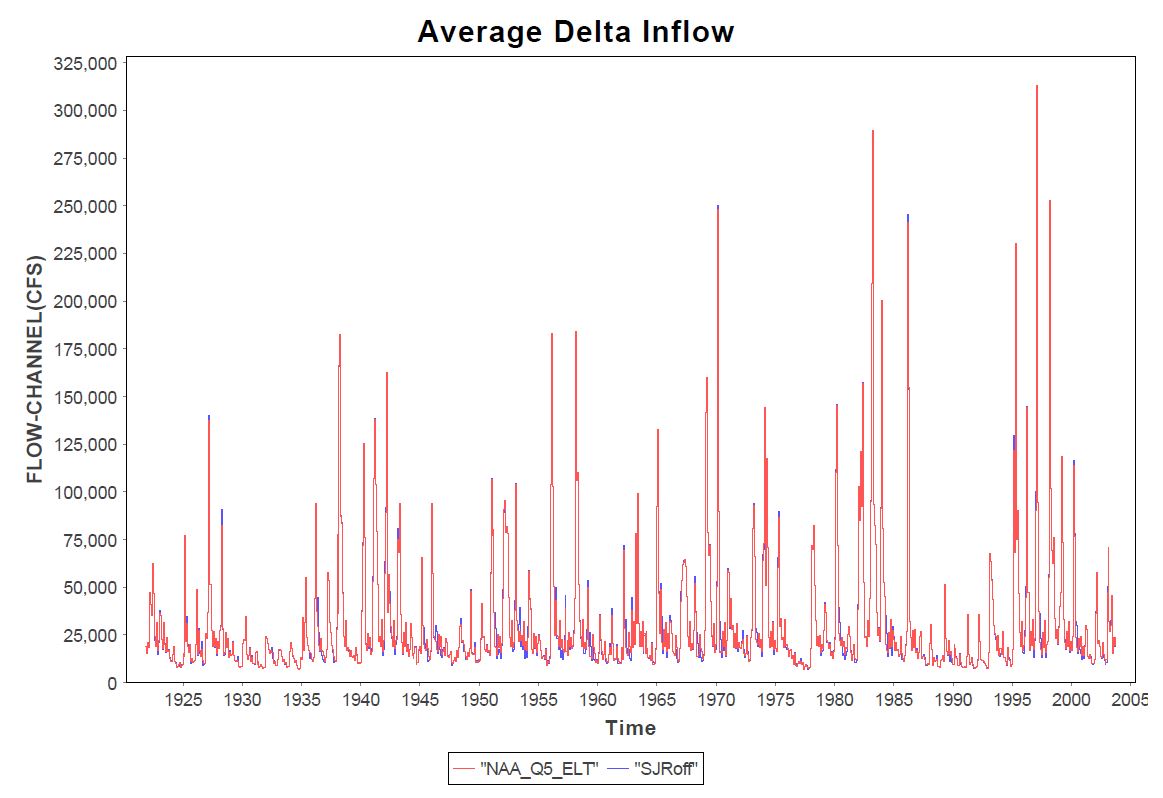 Average Delta Inflow
325,000
300,000
275,000
250,000
225,000
200,000
175,000
150,000
125,000
100,000
75,000
50,000
25,000
0
FLOW-CHANNEL(CFS)
1925 1930 1935 1940 1945 1950 1955 1960 1965 1970 1975 1980 1985 1990 1995 2000 2005
Time
"NAA_Q5_ELT" "SJRoff"